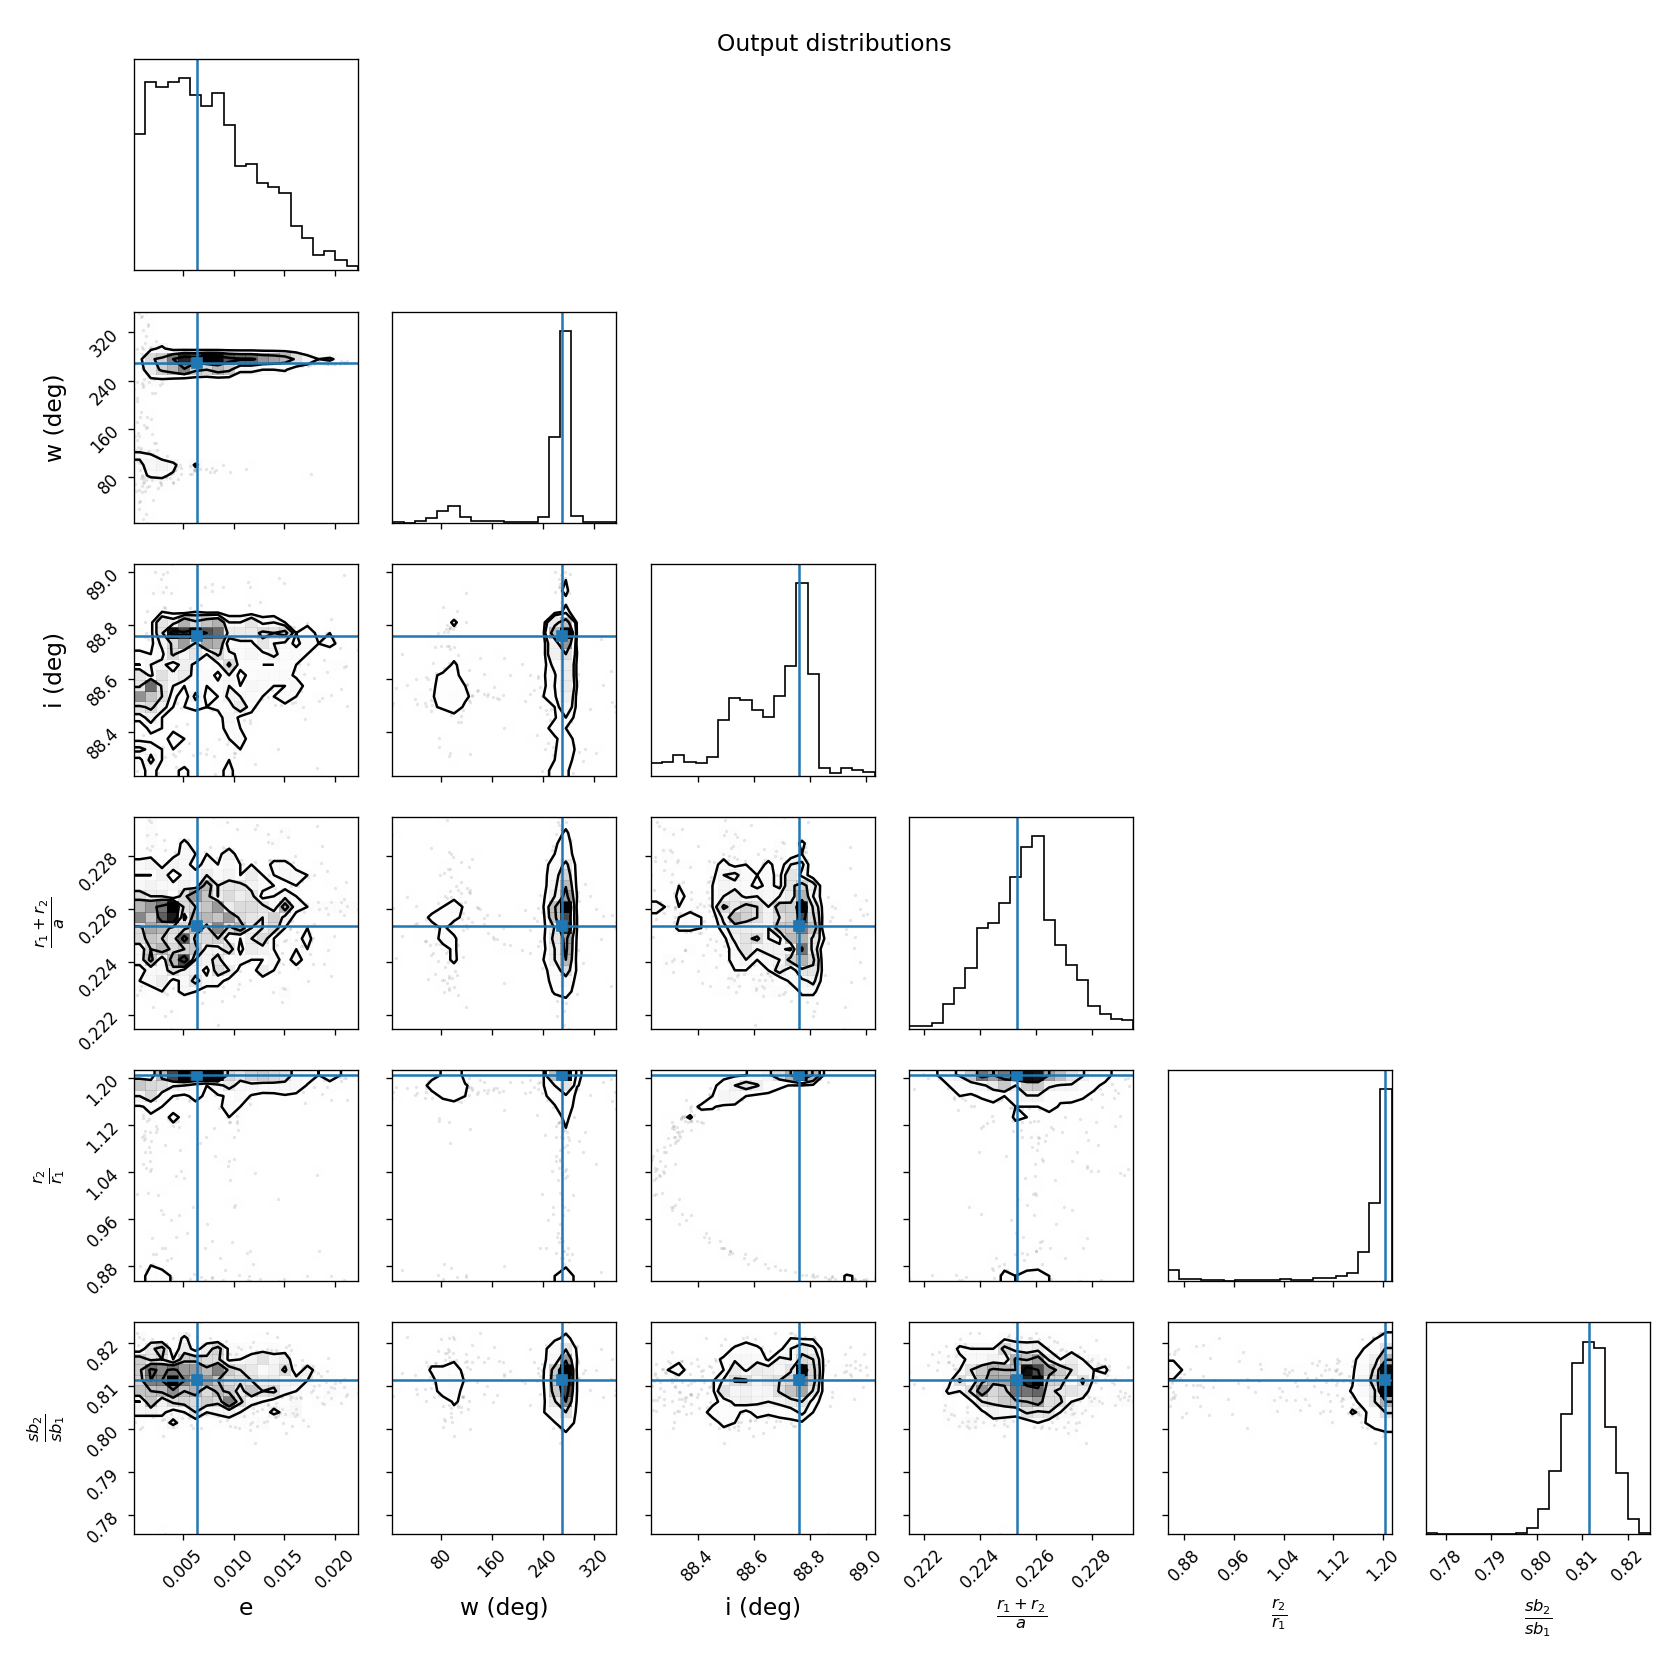 Output distributions
w (deg)
320
240
160
80
i (deg)
89.0
88.8
88.6
88.4
r₁ + r₂
a
0.228
0.226
0.224
0.222
r₂
r₁
1.20
1.12
1.04
0.96
0.88
sb₂
sb₁
0.82
0.81
0.80
0.79
0.78
0.005 0.010 0.015 0.020 80 160 240 320 88.4 88.6 88.8 89.0 0.222 0.224 0.226 0.228 0.88 0.96 1.04 1.12 1.20 0.78 0.79 0.80 0.81 0.82
e w (deg) i (deg)
r₁ + r₂
a
r₂
r₁
sb₂
sb₁